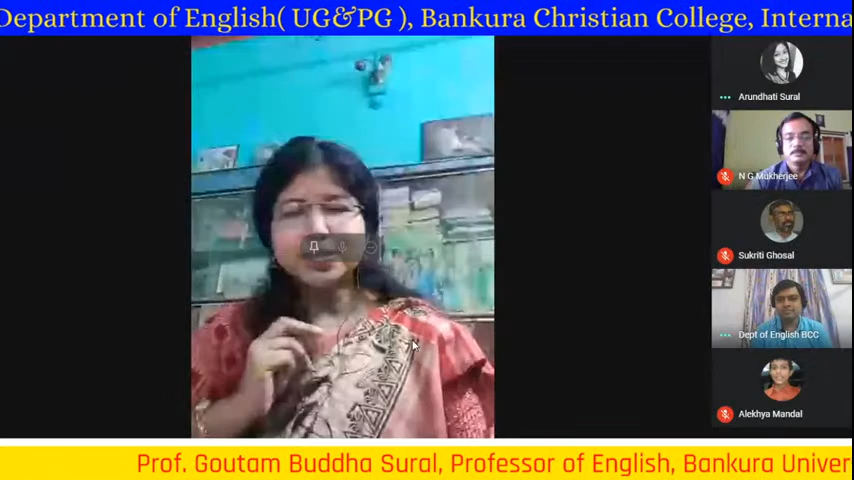 Department of English( UG&PG ), Bankura Christian College, Interna
Arundhati Sural
N G Mukherjee
Sukriti Ghosal
Dept of English BCC
Alekhya Mandal
Prof. Goutam Buddha Sural, Professor of English, Bankura Univer